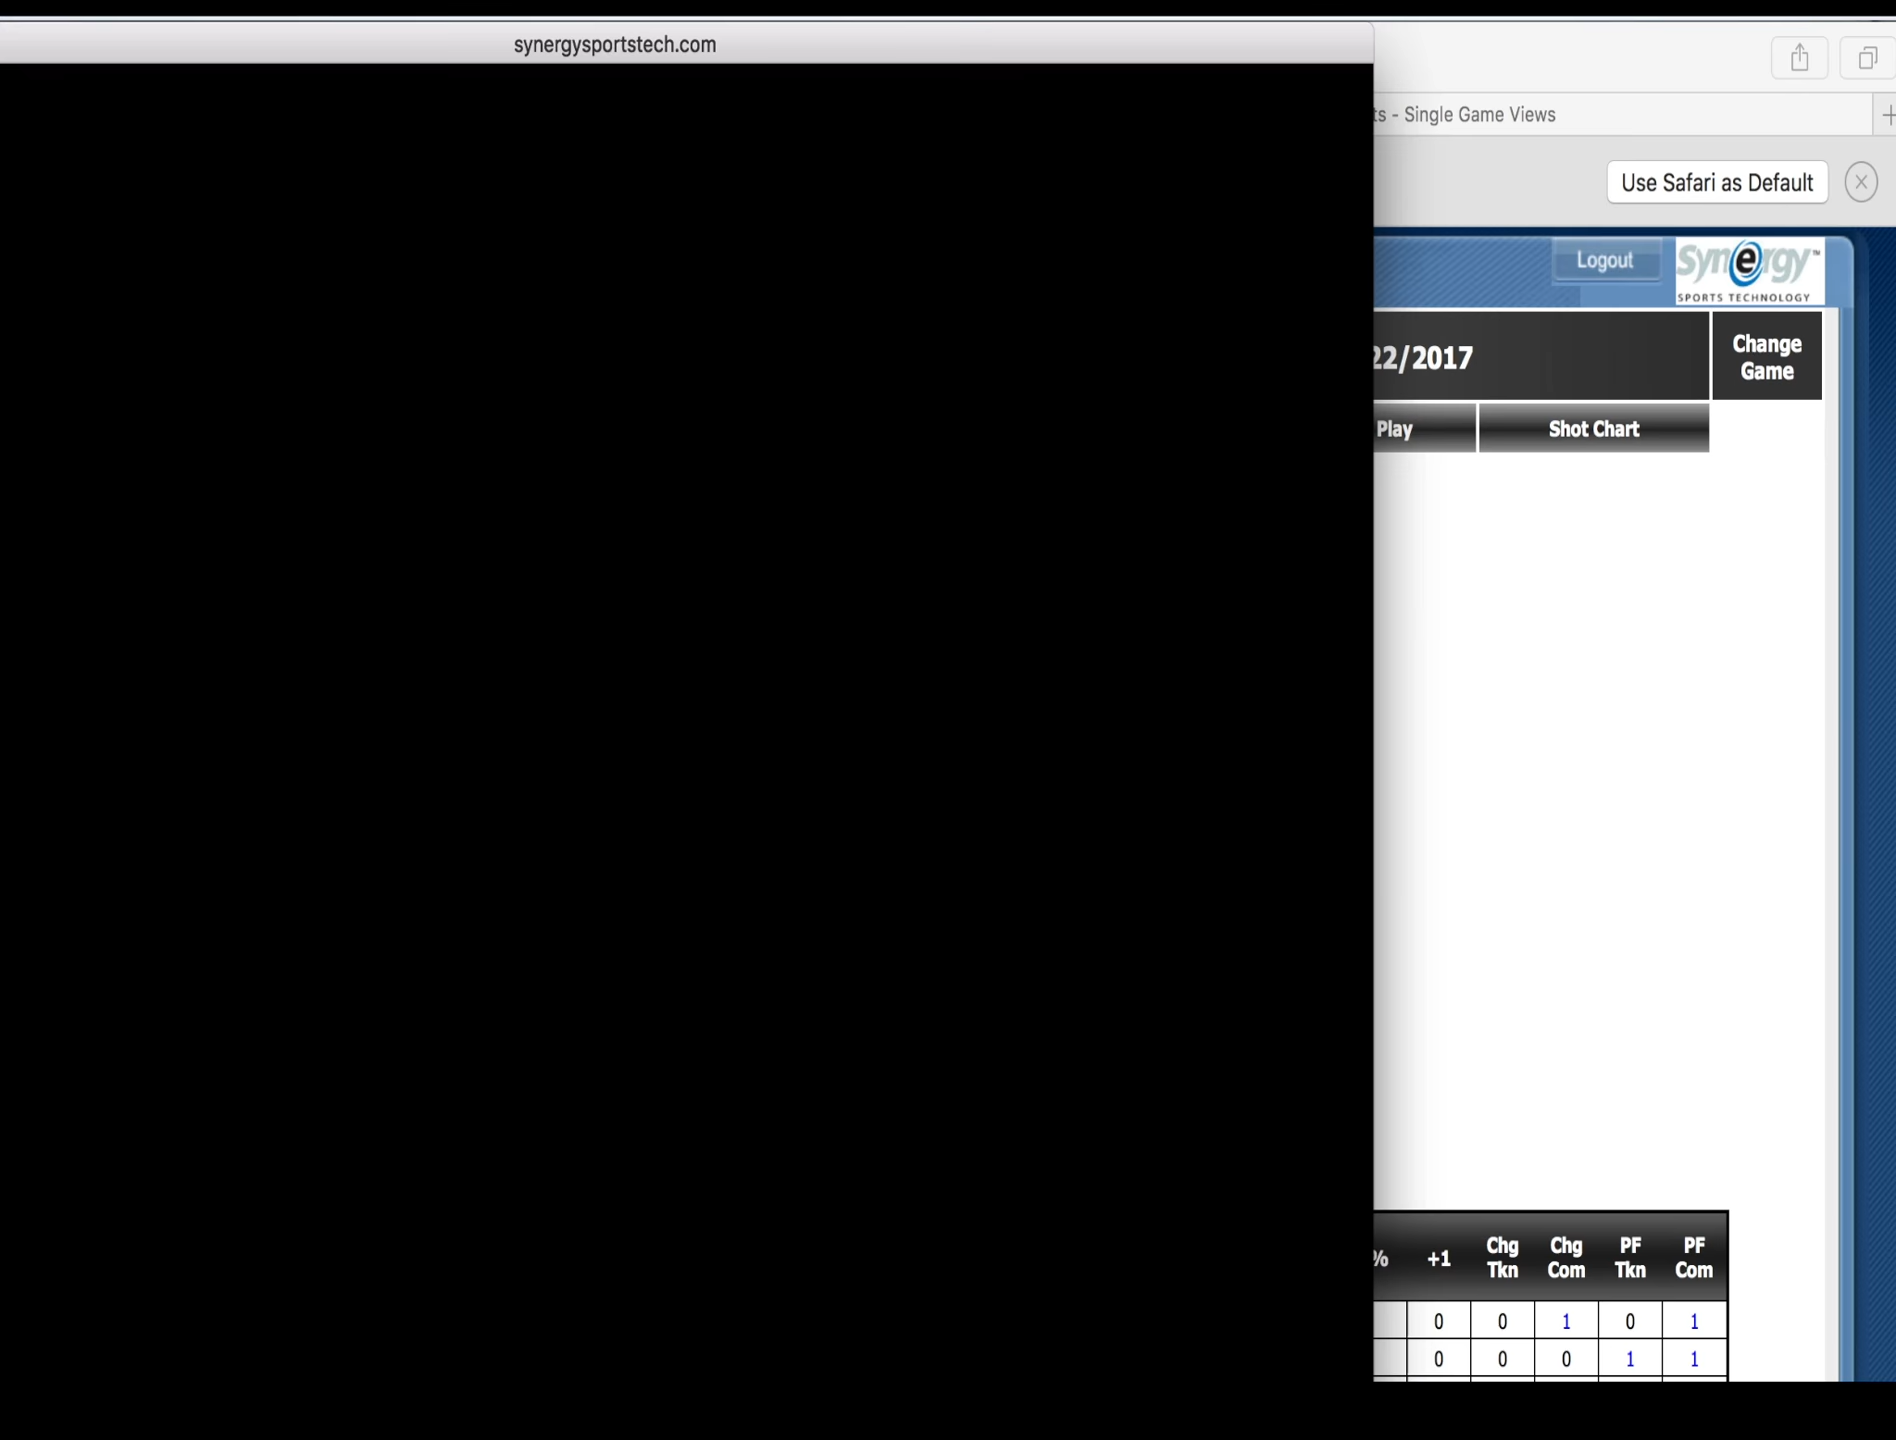 synergysportstech.com
ts - Single Game Views
Use Safari as Default
Logout
Synergy™
SPORTS TECHNOLOGY
22/2017
Change
Game
Play
Shot Chart
% +1 Chg Tkn Chg Com PF Tkn PF Com
0 0 1 0 1
0 0 0 1 1